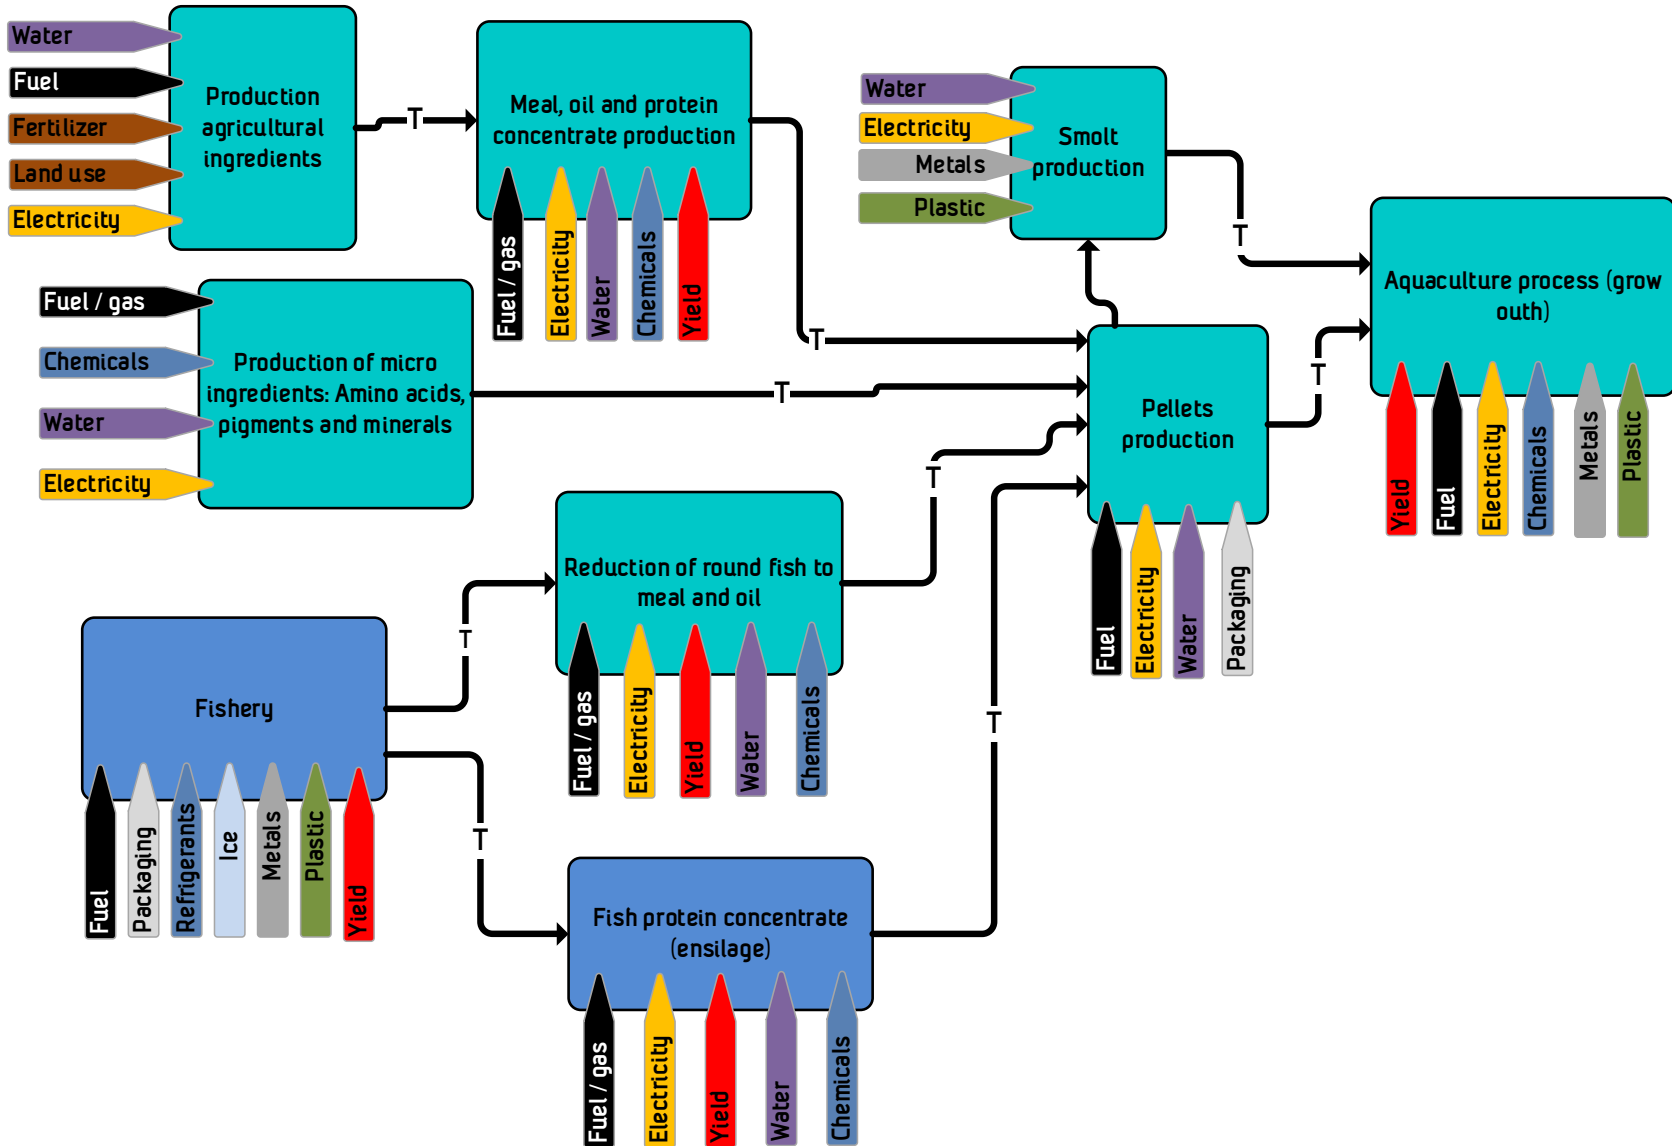 Water
Fuel
Fertilizer
Land use
Electricity
Production
agricultural
ingredients
T
Meal, oil and protein
concentrate production
Fuel / gas
Electricity
Water
Chemicals
Yield
T
Water
Electricity
Metals
Plastic
Smolt
production
T
Aquaculture process (grow
outh)
Yield
Fuel
Electricity
Chemicals
Metals
Plastic
Fuel / gas
Chemicals
Water
Electricity
Production of micro
ingredients: Amino acids,
pigments and minerals
T
Pellets
production
T
Fuel
Electricity
Water
Packaging
Reduction of round fish to
meal and oil
T
Fuel / gas
Electricity
Yield
Water
Chemicals
Fishery
T
T
Fuel
Packaging
Refrigerants
Ice
Metals
Plastic
Yield
Fish protein concentrate
(ensilage)
T
Fuel / gas
Electricity
Yield
Water
Chemicals